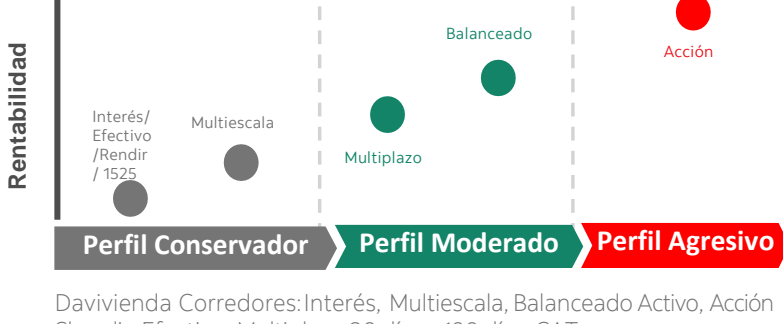 Rentabilidad
Balanceado
Acción
Interés/
Efectivo
/Rendir
/ 1525
Multiescala
Multiplazo
Perfil Conservador
Perfil Moderado
Perfil Agresivo
Davivienda Corredores: Interés, Multiescala, Balanceado Activo, Acción